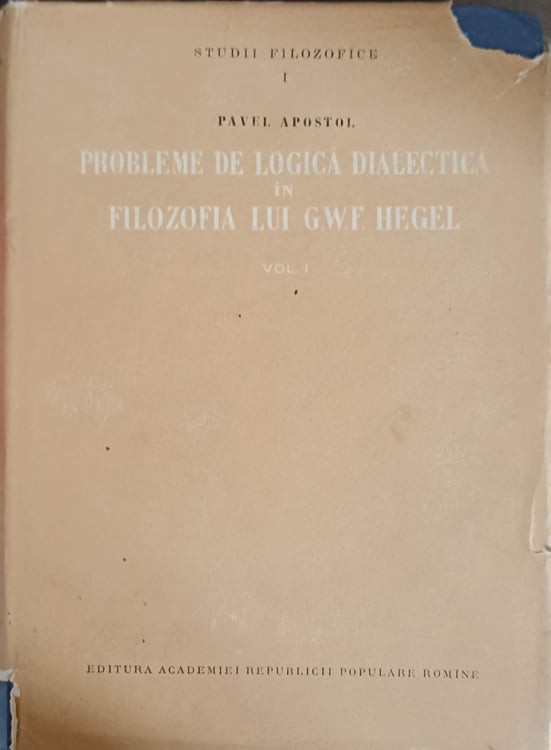 STUDII FILOZOFICE
I
PAVEL APOSTOL
PROBLEME DE LOGICĂ DIALECTICĂ
ÎN
FILOZOFIA LUI G.W.F. HEGEL
VOL. I
EDITURA ACADEMIEI REPUBLICII POPULARE ROMÎNE